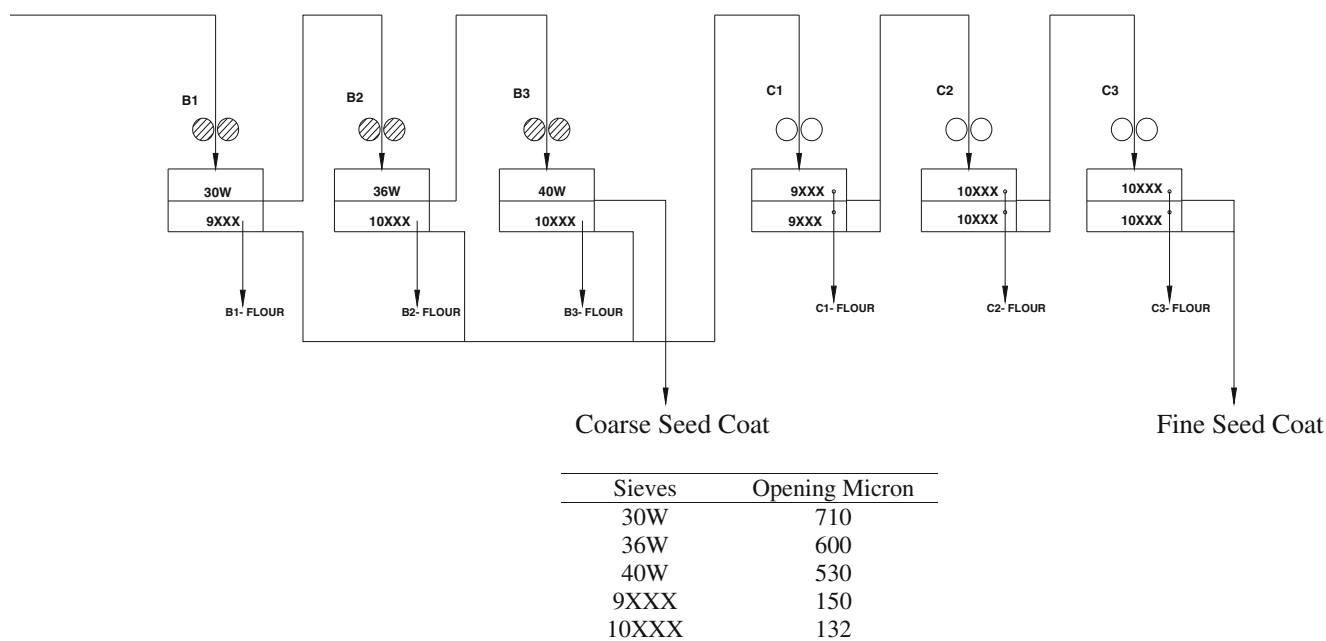 B1
B2
B3
C1
C2
C3
30W
36W
40W
9XXX
10XXX
10XXX
9XXX
10XXX
10XXX
9XXX
10XXX
10XXX
B1- FLOUR
B2- FLOUR
B3- FLOUR
C1- FLOUR
C2- FLOUR
C3- FLOUR
Coarse Seed Coat
Fine Seed Coat
Sieves Opening Micron
30W 710
36W 600
40W 530
9XXX 150
10XXX 132